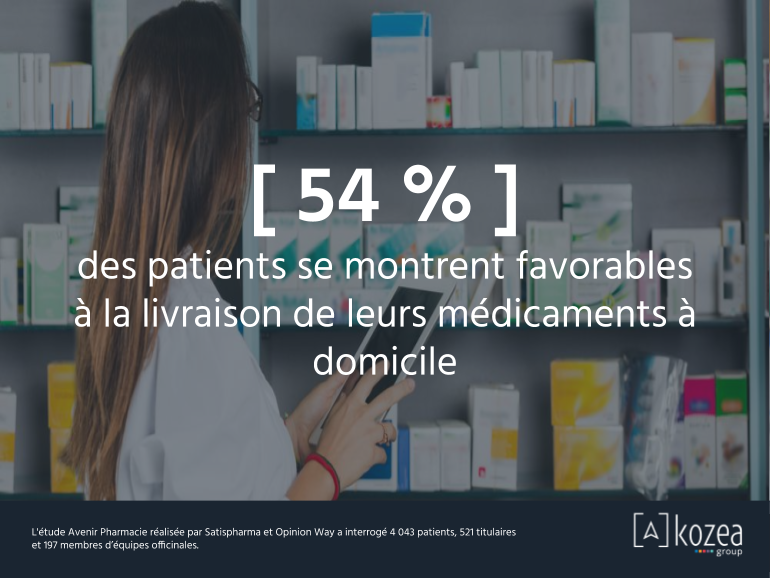 [ 54 % ]
des patients se montrent favorables
à la livraison de leurs médicaments à
domicile
L'étude Avenir Pharmacie réalisée par Satispharma et Opinion Way a interrogé 4 043 patients, 521 titulaires
et 197 membres d'équipes officinales.
[A] kozea
group